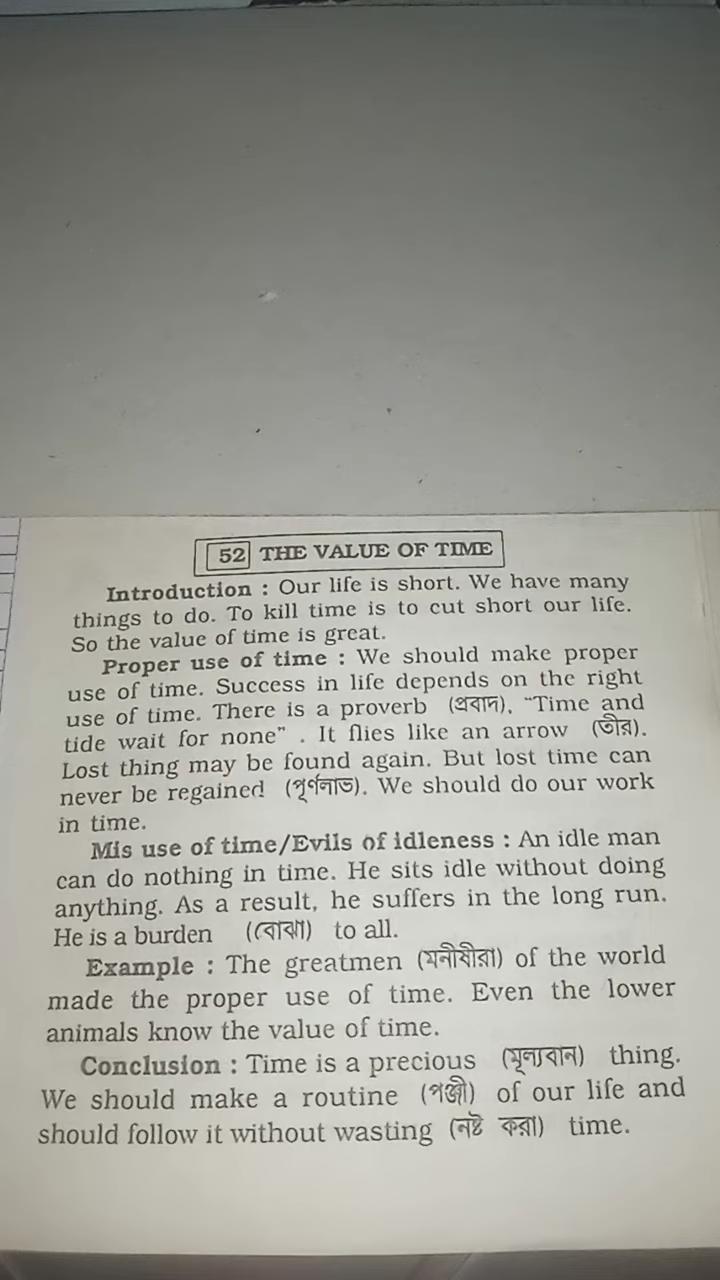 52 THE VALUE OF TIME
Introduction : Our life is short. We have many
things to do. To kill time is to cut short our life.
So the value of time is great.
Proper use of time : We should make proper
use of time. Success in life depends on the right
use of time. There is a proverb (প্রবাদ), "Time and
tide wait for none" . It flies like an arrow (তীর).
Lost thing may be found again. But lost time can
never be regained (পূর্ণলাভ). We should do our work
in time.
Mis use of time/Evils of idleness : An idle man
can do nothing in time. He sits idle without doing
anything. As a result, he suffers in the long run.
He is a burden (বোঝা) to all.
Example : The greatmen (মনীষীরা) of the world
made the proper use of time. Even the lower
animals know the value of time.
Conclusion : Time is a precious (মূল্যবান) thing.
We should make a routine (পঞ্জী) of our life and
should follow it without wasting (নষ্ট করা) time.